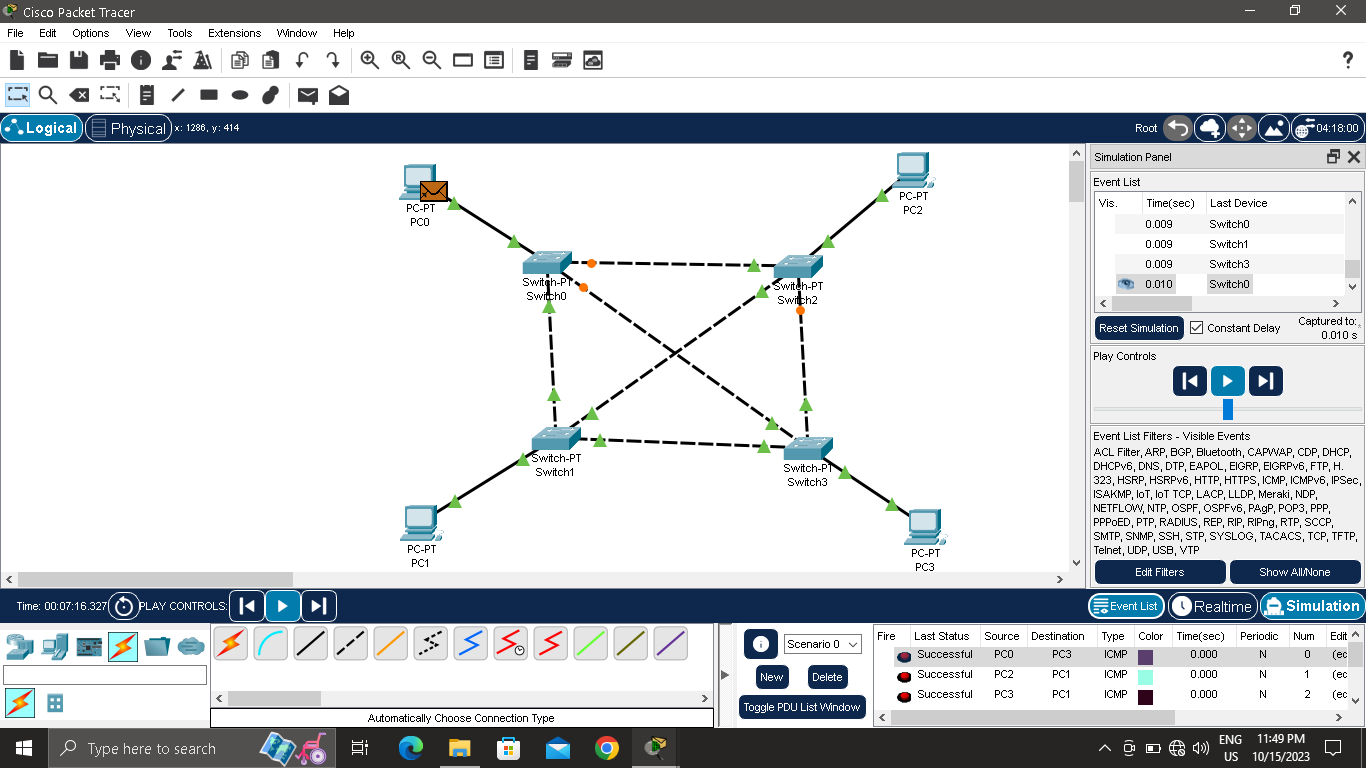 Cisco Packet Tracer
File Edit Options View Tools Extensions Window Help
Logical Physical x: 1286, y: 414 Root 04:18:00
Simulation Panel
Event List
Vis. Time(sec) Last Device
0.009 Switch0
0.009 Switch1
0.009 Switch3
0.010 Switch0
Reset Simulation Constant Delay Captured to:
0.010 s
Play Controls
Event List Filters - Visible Events
ACL Filter, ARP, BGP, Bluetooth, CAPWAP, CDP, DHCP,
DHCPv6, DNS, DTP, EAPOL, EIGRP, EIGRPv6, FTP, H.
323, HSRP, HSRPv6, HTTP, HTTPS, ICMP, ICMPv6, IPSec,
ISAKMP, IoT, IoT TCP, LACP, LLDP, Meraki, NDP,
NETFLOW, NTP, OSPF, OSPFv6, PAgP, POP3, PPP,
PPPoED, PTP, RADIUS, REP, RIP, RIPng, RTP, SCCP,
SMTP, SNMP, SSH, STP, SYSLOG, TACACS, TCP, TFTP,
Telnet, UDP, USB, VTP
Edit Filters Show All/None
PC-PT
PC0
PC-PT
PC2
Switch-PT
Switch0
Switch-PT
Switch2
Switch-PT
Switch1
Switch-PT
Switch3
PC-PT
PC1
PC-PT
PC3
Time: 00:07:16.327 PLAY CONTROLS: Event List Realtime Simulation
Automatically Choose Connection Type
Scenario 0
New Delete
Toggle PDU List Window
Fire Last Status Source Destination Type Color Time(sec) Periodic Num Edit
Successful PC0 PC3 ICMP 0.000 N 0 (ec
Successful PC2 PC1 ICMP 0.000 N 1 (ec
Successful PC3 PC1 ICMP 0.000 N 2 (ec
Type here to search
ENG
US
11:49 PM
10/15/2023